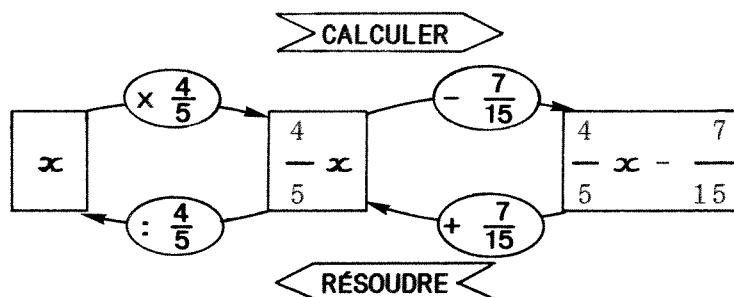 CALCULER
× 4/5
- 7/15
x
4/5 x
4/5 x - 7/15
: 4/5
+ 7/15
RÉSOUDRE